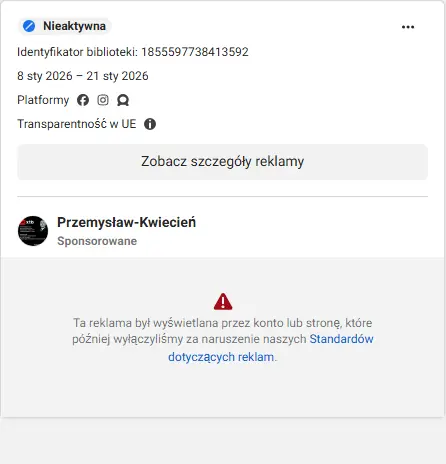 Nieaktywna
Identyfikator biblioteki: 1855597738413592
8 sty 2026 – 21 sty 2026
Platformy
Transparentność w UE
Zobacz szczegóły reklamy
Przemysław-Kwiecień
Sponsorowane
Ta reklama był wyświetlana przez konto lub stronę, które
później wyłączyliśmy za naruszenie naszych Standardów
dotyczących reklam.